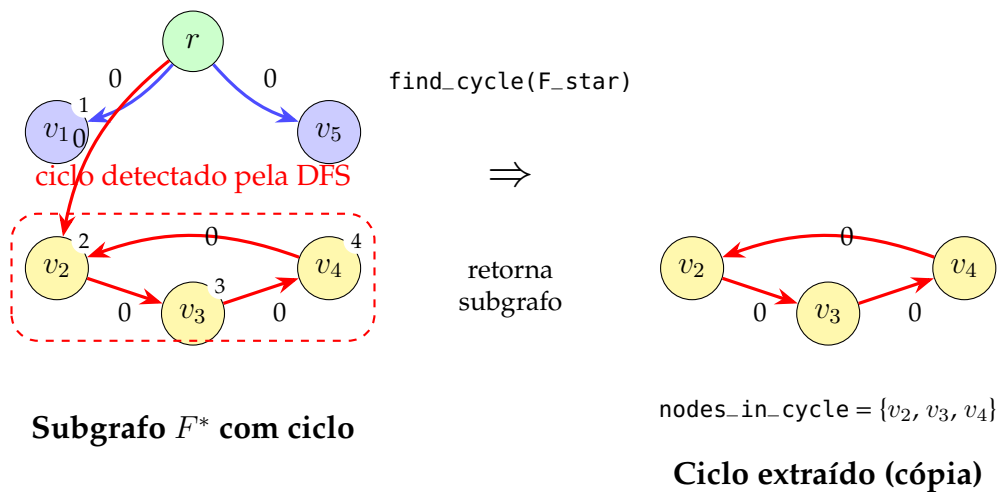 r
0
0
find_cycle(F_star)
1
v₁
0
v₅
ciclo detectado pela DFS
⇒
v₂
2
0
v₄
4
0
v₃
3
0
retorna
subgrafo
v₂
0
v₄
0
v₃
0
Subgrafo F* com ciclo
nodes_in_cycle = {v₂, v₃, v₄}
Ciclo extraído (cópia)